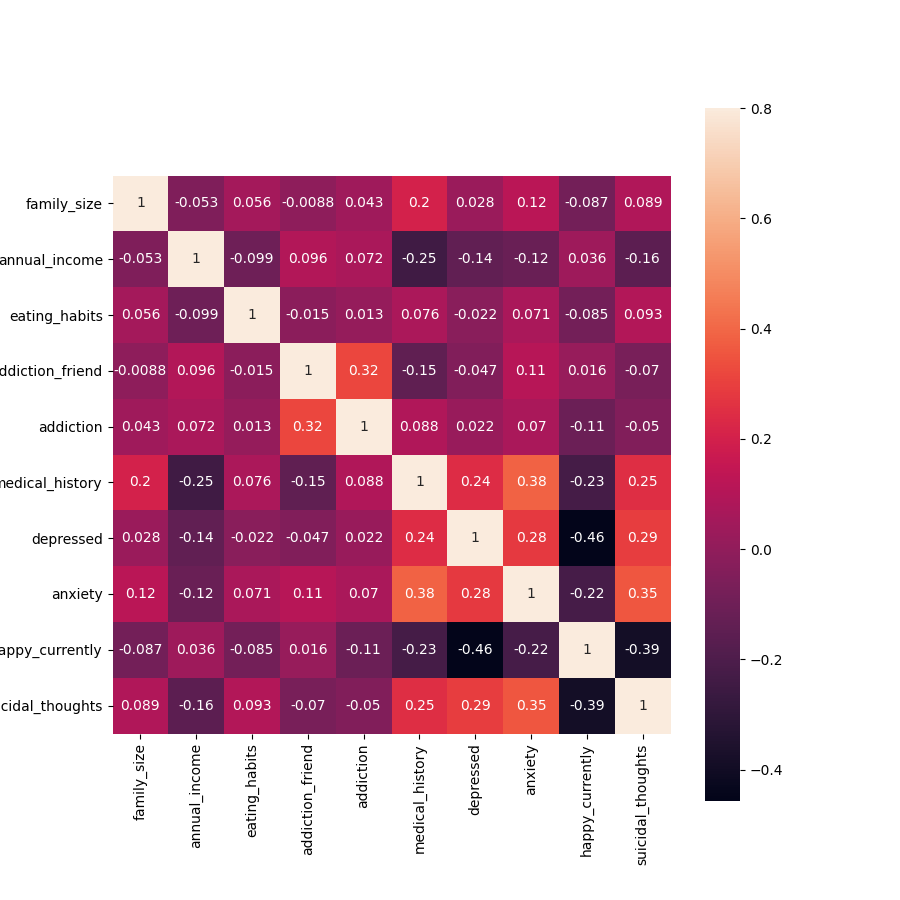 family_size 1 -0.053 0.056 -0.0088 0.043 0.2 0.028 0.12 -0.087 0.089
annual_income -0.053 1 -0.099 0.096 0.072 -0.25 -0.14 -0.12 0.036 -0.16
eating_habits 0.056 -0.099 1 -0.015 0.013 0.076 -0.022 0.071 -0.085 0.093
ddiction_friend -0.0088 0.096 -0.015 1 0.32 -0.15 -0.047 0.11 0.016 -0.07
addiction 0.043 0.072 0.013 0.32 1 0.088 0.022 0.07 -0.11 -0.05
medical_history 0.2 -0.25 0.076 -0.15 0.088 1 0.24 0.38 -0.23 0.25
depressed 0.028 -0.14 -0.022 -0.047 0.022 0.24 1 0.28 -0.46 0.29
anxiety 0.12 -0.12 0.071 0.11 0.07 0.38 0.28 1 -0.22 0.35
appy_currently -0.087 0.036 -0.085 0.016 -0.11 -0.23 -0.46 -0.22 1 -0.39
cidal_thoughts 0.089 -0.16 0.093 -0.07 -0.05 0.25 0.29 0.35 -0.39 1
family_size
annual_income
eating_habits
addiction_friend
addiction
medical_history
depressed
anxiety
happy_currently
suicidal_thoughts
0.8
0.6
0.4
0.2
0.0
−0.2
−0.4